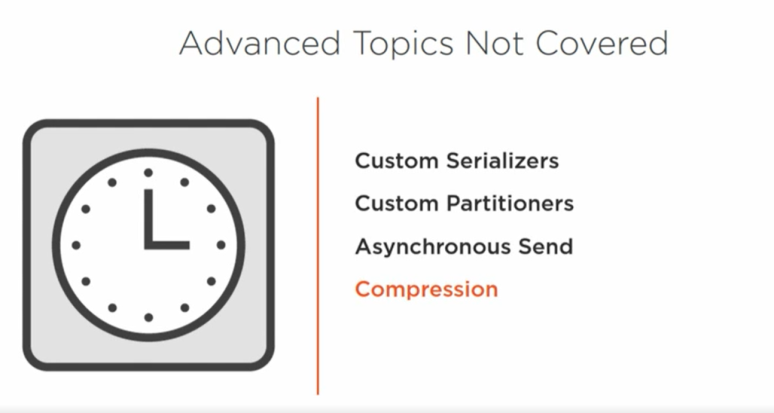 Advanced Topics Not Covered
Custom Serializers
Custom Partitioners
Asynchronous Send
Compression